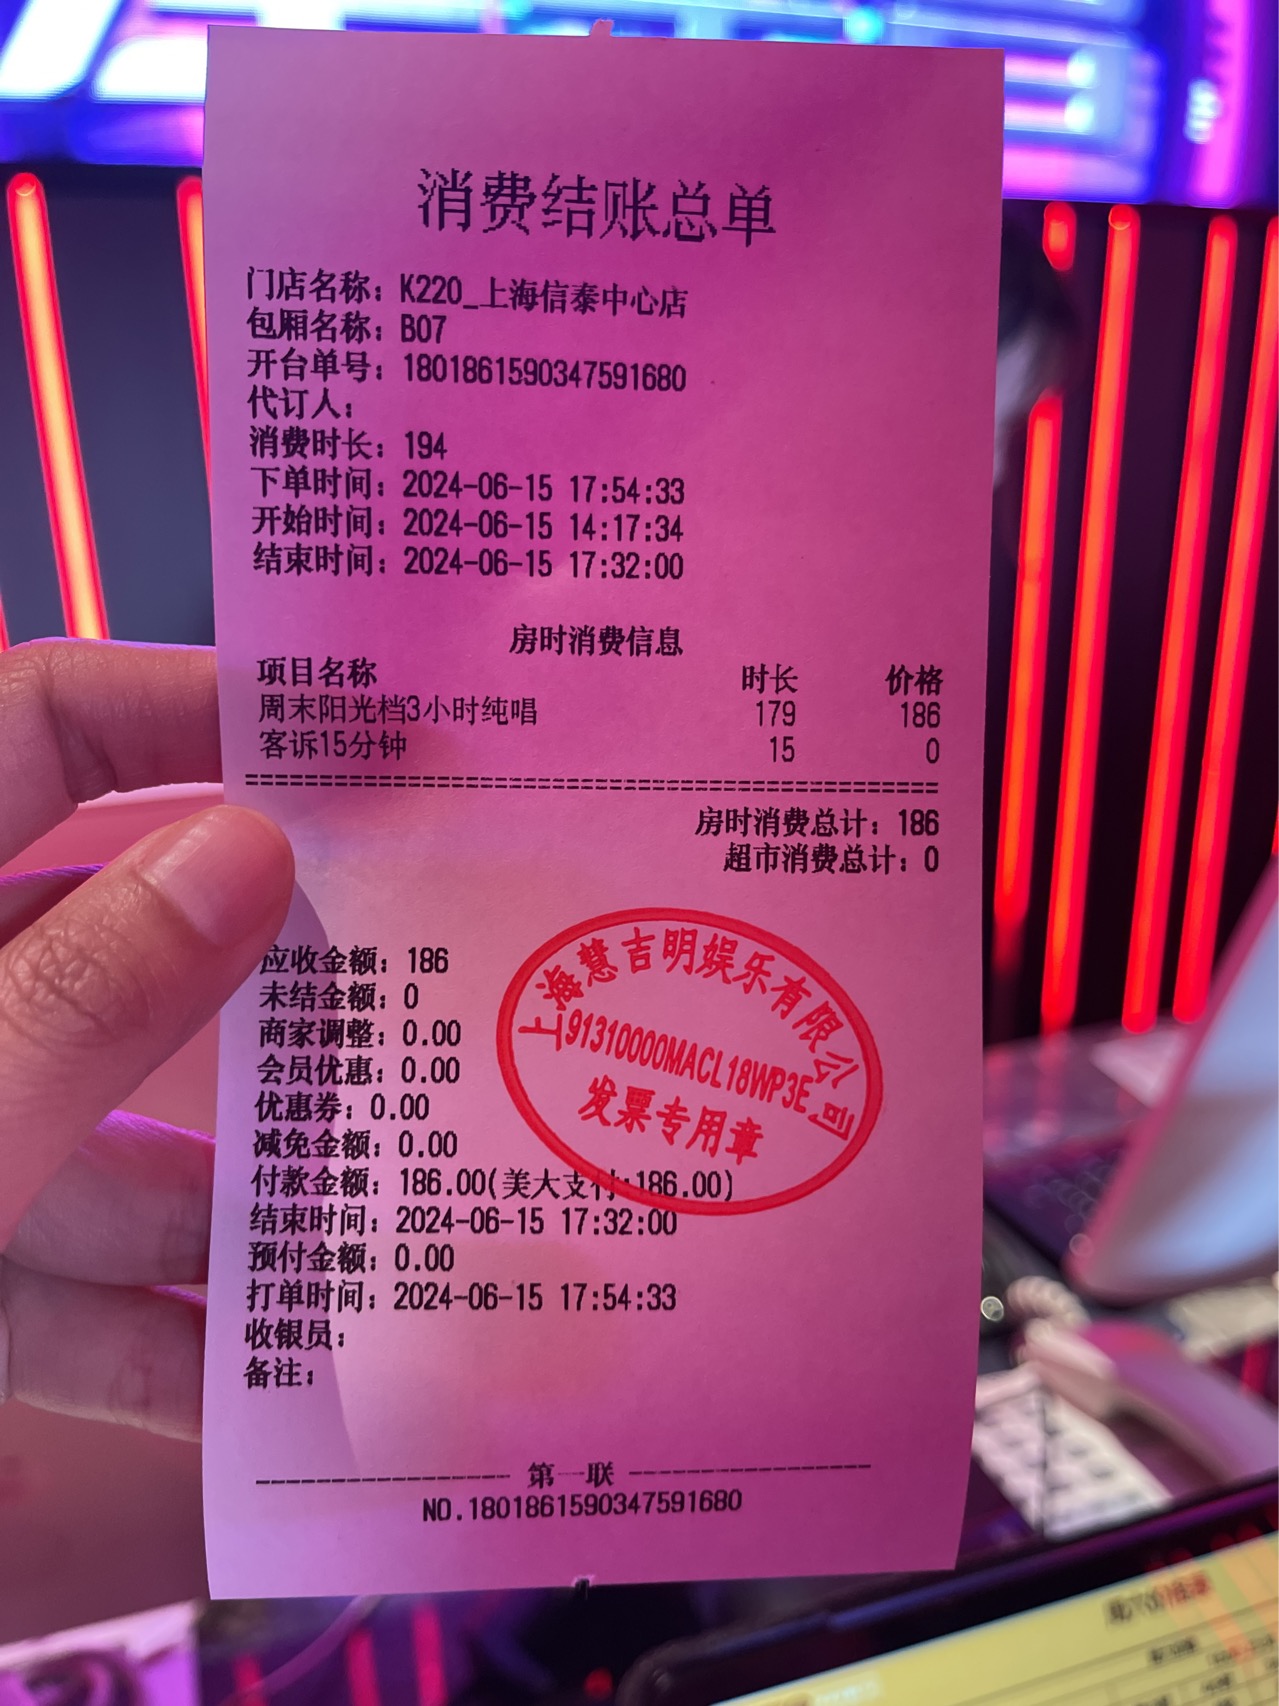 消费结账总单
门店名称：K220_上海信泰中心店
包厢名称：B07
开台单号：1801861590347591680
代订人：
消费时长：194
下单时间：2024-06-15 17:54:33
开始时间：2024-06-15 14:17:34
结束时间：2024-06-15 17:32:00
房时消费信息
项目名称 时长 价格
周末阳光档3小时纯唱 179 186
客诉15分钟 15 0
房时消费总计：186
超市消费总计：0
应收金额：186
未结金额：0
商家调整：0.00
会员优惠：0.00
优惠券：0.00
减免金额：0.00
付款金额：186.00(美大支付:186.00)
结束时间：2024-06-15 17:32:00
预付金额：0.00
打单时间：2024-06-15 17:54:33
收银员：
备注：
上海慧吉明娱乐有限公司
91310000MACL18WP3E
发票专用章
第一联
NO.1801861590347591680